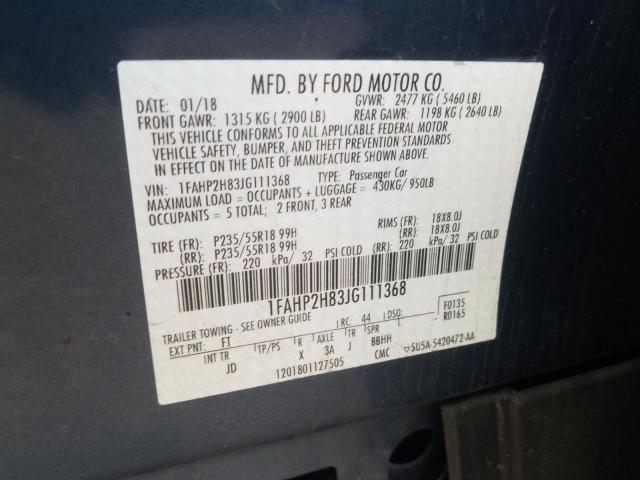 MFD. BY FORD MOTOR CO.
DATE: 01/18 GVWR: 2477 KG ( 5460 LB)
FRONT GAWR: 1315 KG ( 2900 LB) REAR GAWR: 1198 KG ( 2640 LB)
THIS VEHICLE CONFORMS TO ALL APPLICABLE FEDERAL MOTOR
VEHICLE SAFETY, BUMPER, AND THEFT PREVENTION STANDARDS
IN EFFECT ON THE DATE OF MANUFACTURE SHOWN ABOVE.
VIN: 1FAHP2H83JG111368 TYPE: Passenger Car
MAXIMUM LOAD = OCCUPANTS + LUGGAGE = 430KG/ 950LB
OCCUPANTS: 5 TOTAL; 2 FRONT, 3 REAR
TIRE (FR): P235/55R18 99H RIMS (FR): 18X8.0J
(RR): P235/55R18 99H (RR): 18X8.0J
PRESSURE (FR): 220 kPa/ 32 PSI COLD (RR): 220 kPa/ 32 PSI COLD
1FAHP2H83JG111368
TRAILER TOWING - SEE OWNER GUIDE
F0135
R0165
EXT PNT: FT RC: 44 DSO:
INT TR TP/PS R AXLE TR SPR
JD X 3A J BBHH
1201801127505 CMC 5U5A-5420472-AA